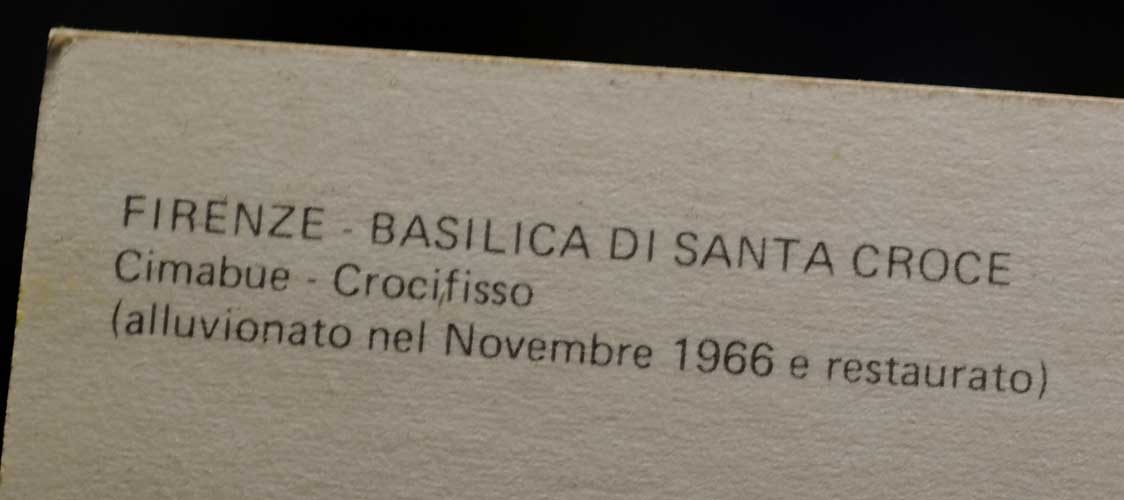 FIRENZE - BASILICA DI SANTA CROCE
Cimabue - Crocifisso
(alluvionato nel Novembre 1966 e restaurato)